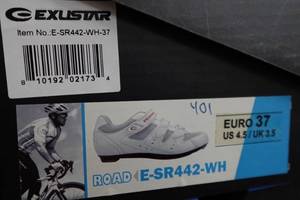 EXUSTAR
Item No.:E-SR442-WH-37
8 10192 02173 4
401
EURO 37
US 4.5 / UK 3.5
ROAD E-SR442-WH